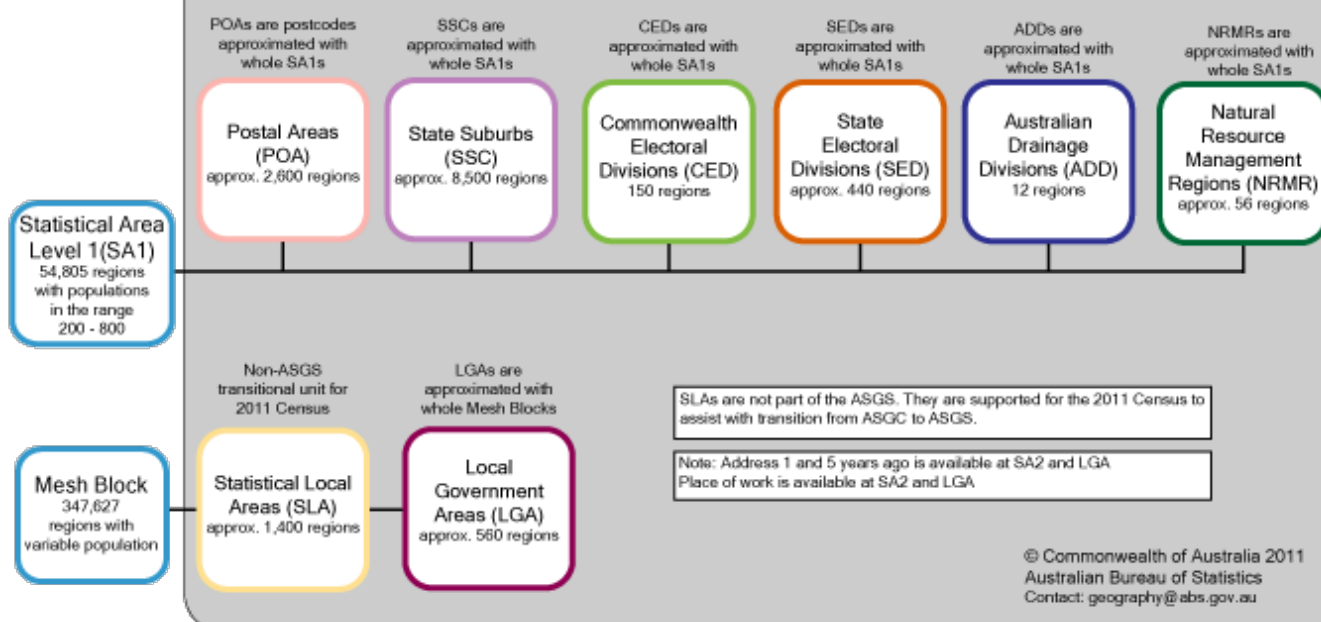 POAs are postcodes
approximated with
whole SA1s
SSCs are
approximated with
whole SA1s
CEDs are
approximated with
whole SA1s
SEDs are
approximated with
whole SA1s
ADDs are
approximated with
whole SA1s
NRMRs are
approximated with
whole SA1s
Postal Areas
(POA)
approx. 2,600 regions
State Suburbs
(SSC)
approx. 8,500 regions
Commonwealth
Electoral
Divisions (CED)
150 regions
State
Electoral
Divisions (SED)
approx. 440 regions
Australian
Drainage
Divisions (ADD)
12 regions
Natural
Resource
Management
Regions (NRMR)
approx. 56 regions
Statistical Area
Level 1(SA1)
54,805 regions
with populations
in the range
200 - 800
Non-ASGS
transitional unit for
2011 Census
LGAs are
approximated with
whole Mesh Blocks
SLAs are not part of the ASGS. They are supported for the 2011 Census to
assist with transition from ASGC to ASGS.
Note: Address 1 and 5 years ago is available at SA2 and LGA
Place of work is available at SA2 and LGA
Mesh Block
347,627
regions with
variable population
Statistical Local
Areas (SLA)
approx. 1,400 regions
Local
Government
Areas (LGA)
approx. 560 regions
© Commonwealth of Australia 2011
Australian Bureau of Statistics
Contact: geography@abs.gov.au